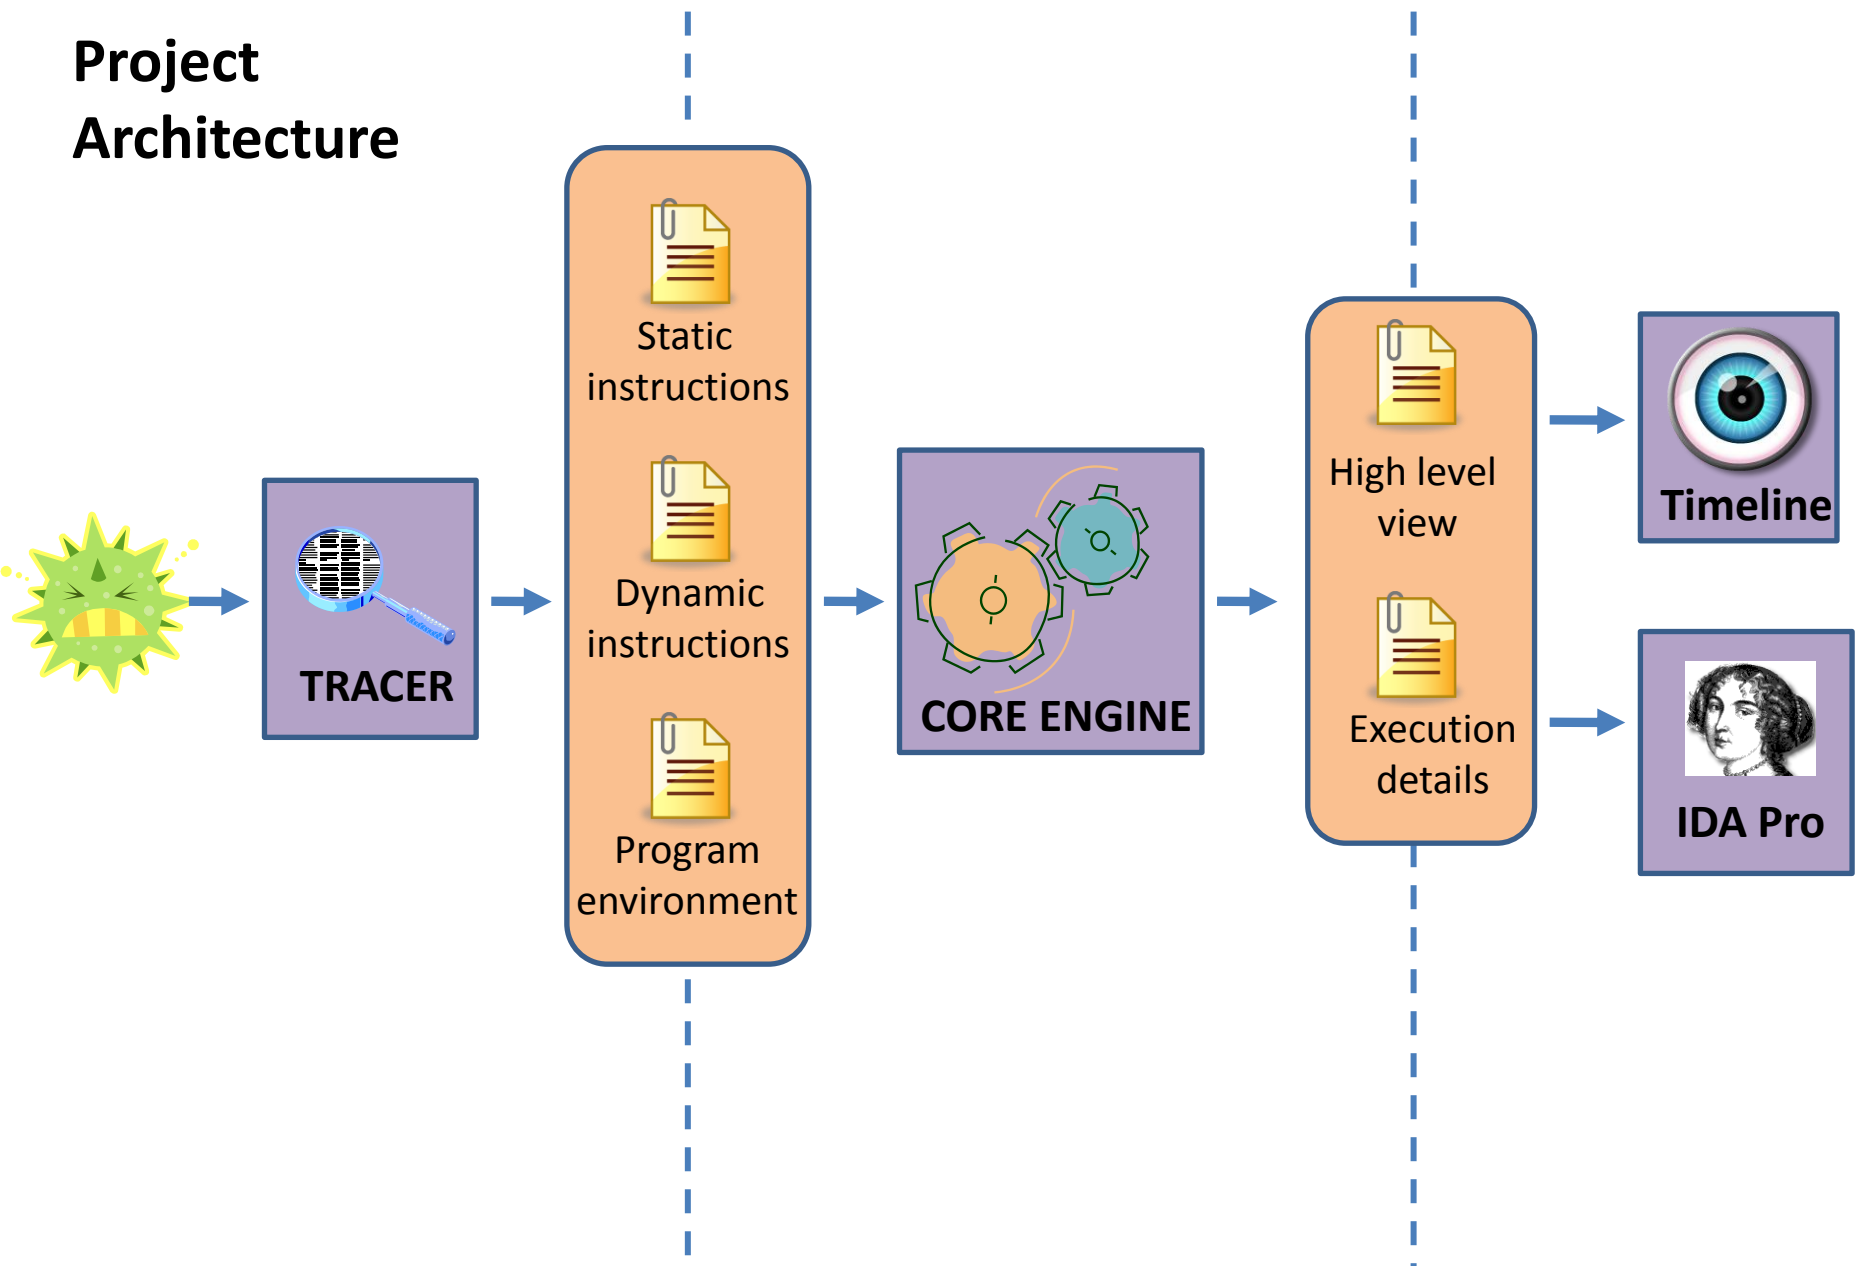 Project
Architecture
TRACER
Static
instructions
Dynamic
instructions
Program
environment
CORE ENGINE
High level
view
Execution
details
Timeline
IDA Pro